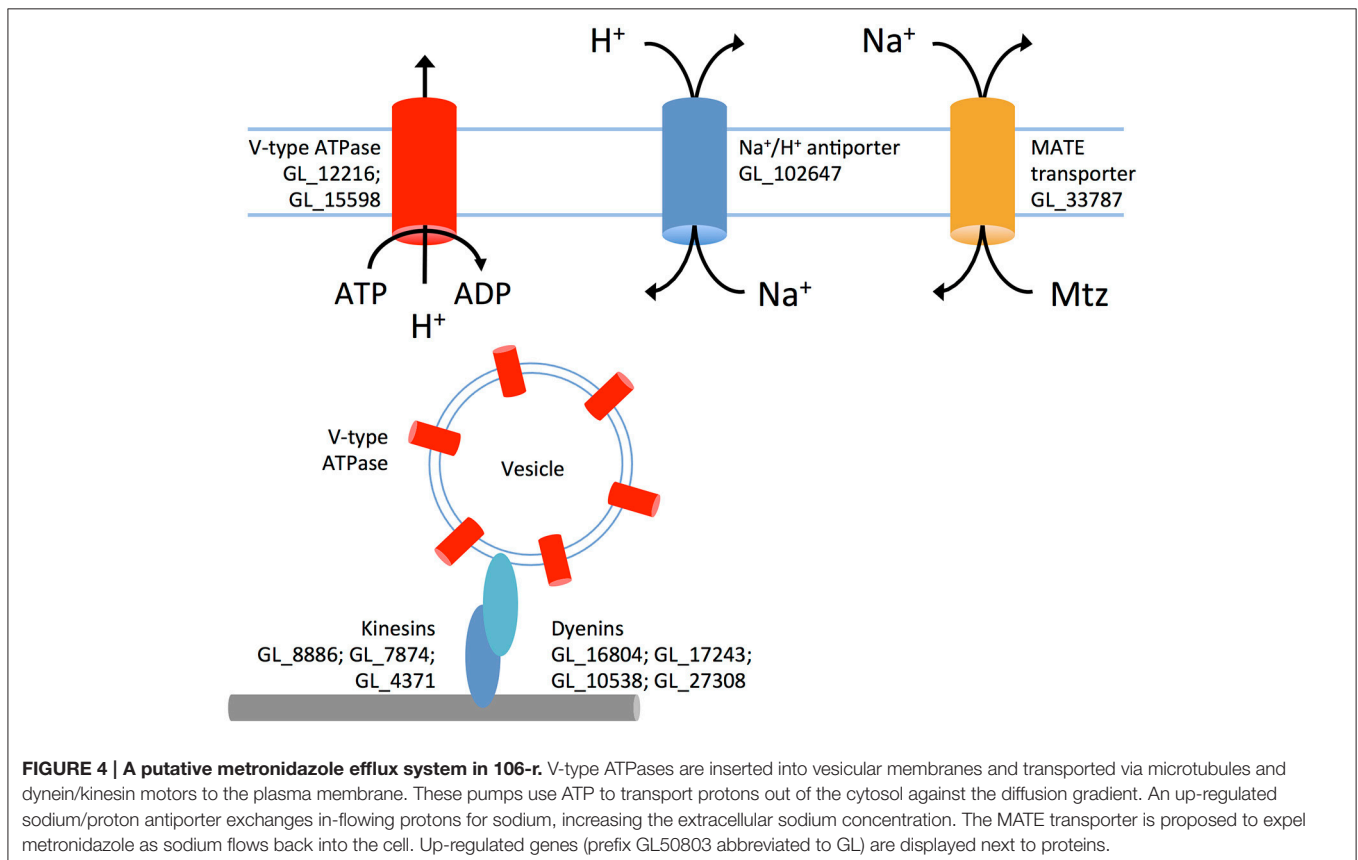 H⁺
Na⁺
V-type ATPase
GL_12216;
GL_15598
Na⁺/H⁺ antiporter
GL_102647
MATE
transporter
GL_33787
ATP
ADP
H⁺
Na⁺
Mtz
V-type
ATPase
Vesicle
Kinesins
GL_8886; GL_7874;
GL_4371
Dyenins
GL_16804; GL_17243;
GL_10538; GL_27308
FIGURE 4 | A putative metronidazole efflux system in 106-r. V-type ATPases are inserted into vesicular membranes and transported via microtubules and
dynein/kinesin motors to the plasma membrane. These pumps use ATP to transport protons out of the cytosol against the diffusion gradient. An up-regulated
sodium/proton antiporter exchanges in-flowing protons for sodium, increasing the extracellular sodium concentration. The MATE transporter is proposed to expel
metronidazole as sodium flows back into the cell. Up-regulated genes (prefix GL50803 abbreviated to GL) are displayed next to proteins.